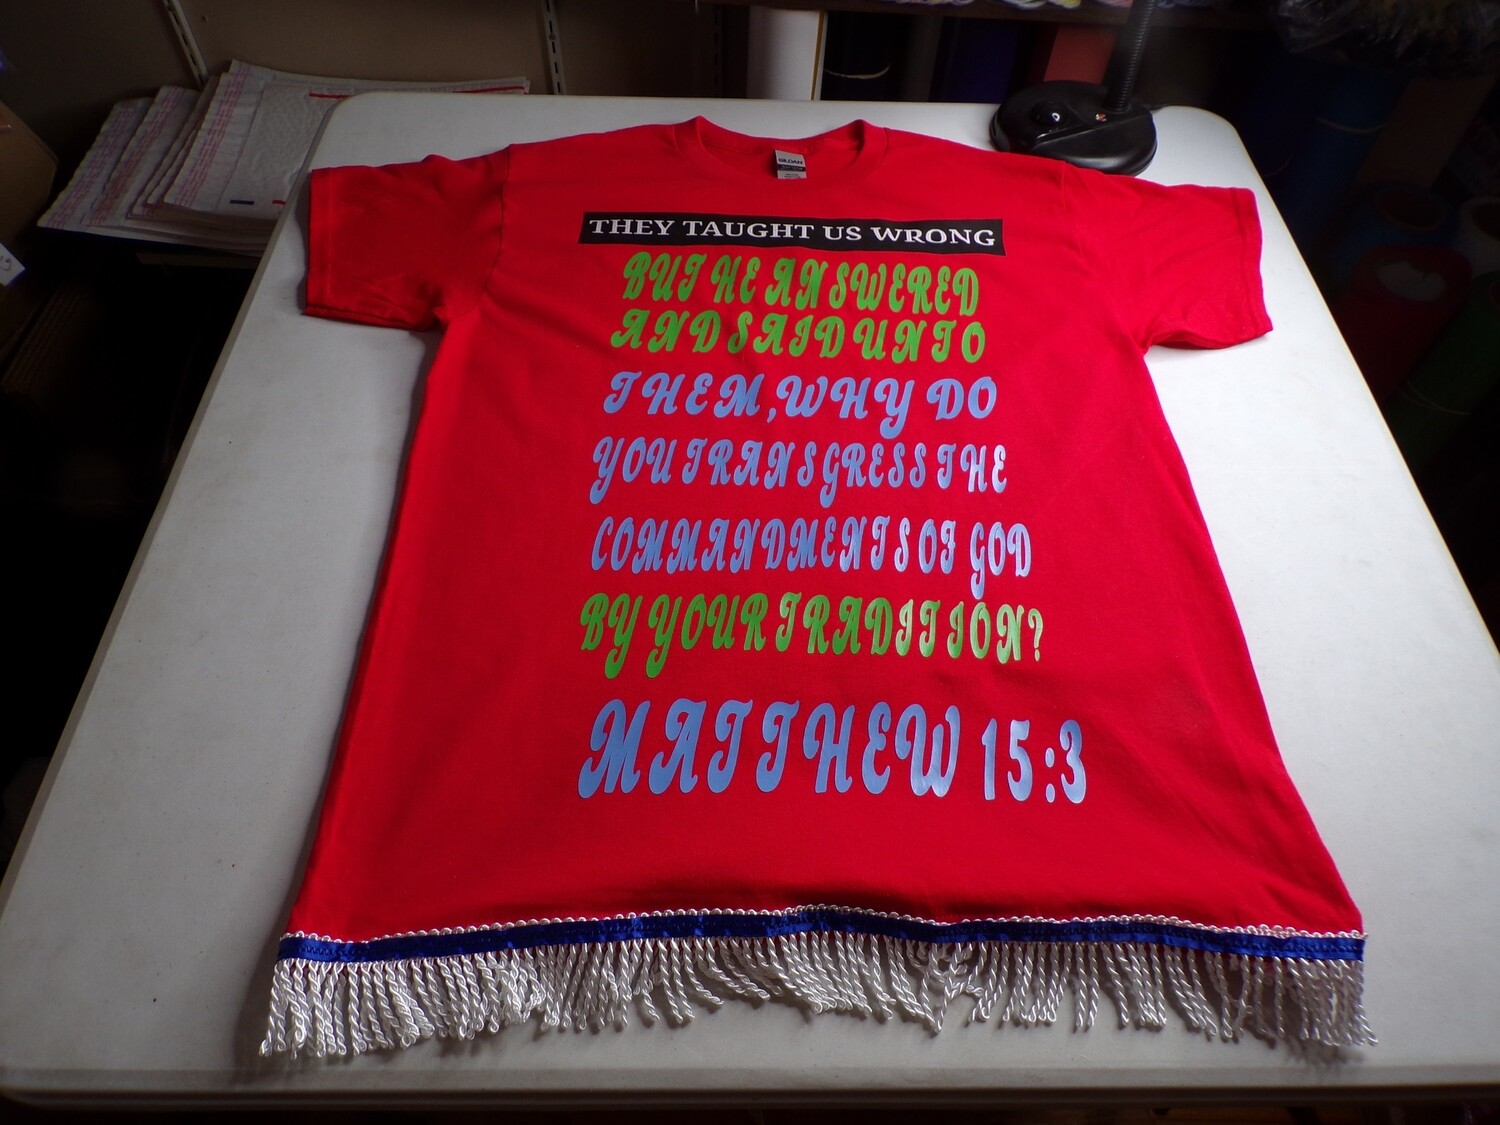 GILDAN
THEY TAUGHT US WRONG
BUT HE ANSWERED
AND SAID UNTO
THEM, WHY DO
YOU TRANSGRESS THE
COMMANDMENTS OF GOD
BY YOUR TRADITION?
MATTHEW 15:3